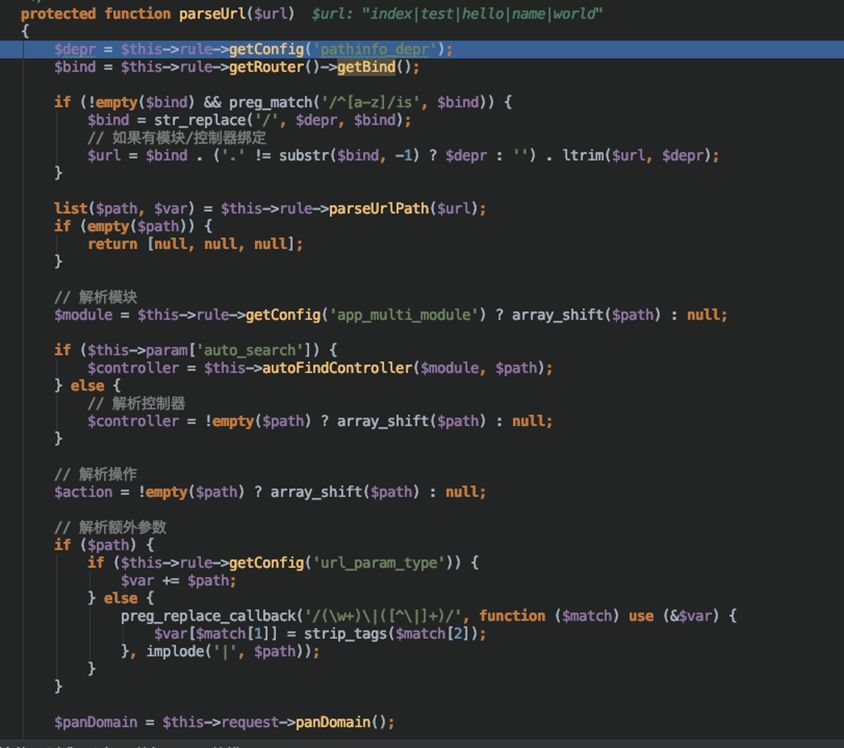 protected function parseUrl($url)  $url: "index|test|hello|name|world"
{
    $depr = $this->rule->getConfig('pathinfo_depr');
    $bind = $this->rule->getRouter()->getBind();

    if (!empty($bind) && preg_match('/^[a-z]/is', $bind)) {
        $bind = str_replace('/', $depr, $bind);
        // 如果有模块/控制器绑定
        $url = $bind . ('.' != substr($bind, -1) ? $depr : '') . ltrim($url, $depr);
    }

    list($path, $var) = $this->rule->parseUrlPath($url);
    if (empty($path)) {
        return [null, null, null];
    }

    // 解析模块
    $module = $this->rule->getConfig('app_multi_module') ? array_shift($path) : null;

    if ($this->param['auto_search']) {
        $controller = $this->autoFindController($module, $path);
    } else {
        // 解析控制器
        $controller = !empty($path) ? array_shift($path) : null;
    }

    // 解析操作
    $action = !empty($path) ? array_shift($path) : null;

    // 解析额外参数
    if ($path) {
        if ($this->rule->getConfig('url_param_type')) {
            $var += $path;
        } else {
            preg_replace_callback('/(\w+)\|([^\|]+)/', function ($match) use (&$var) {
                $var[$match[1]] = strip_tags($match[2]);
            }, implode('|', $path));
        }
    }

    $panDomain = $this->request->panDomain();